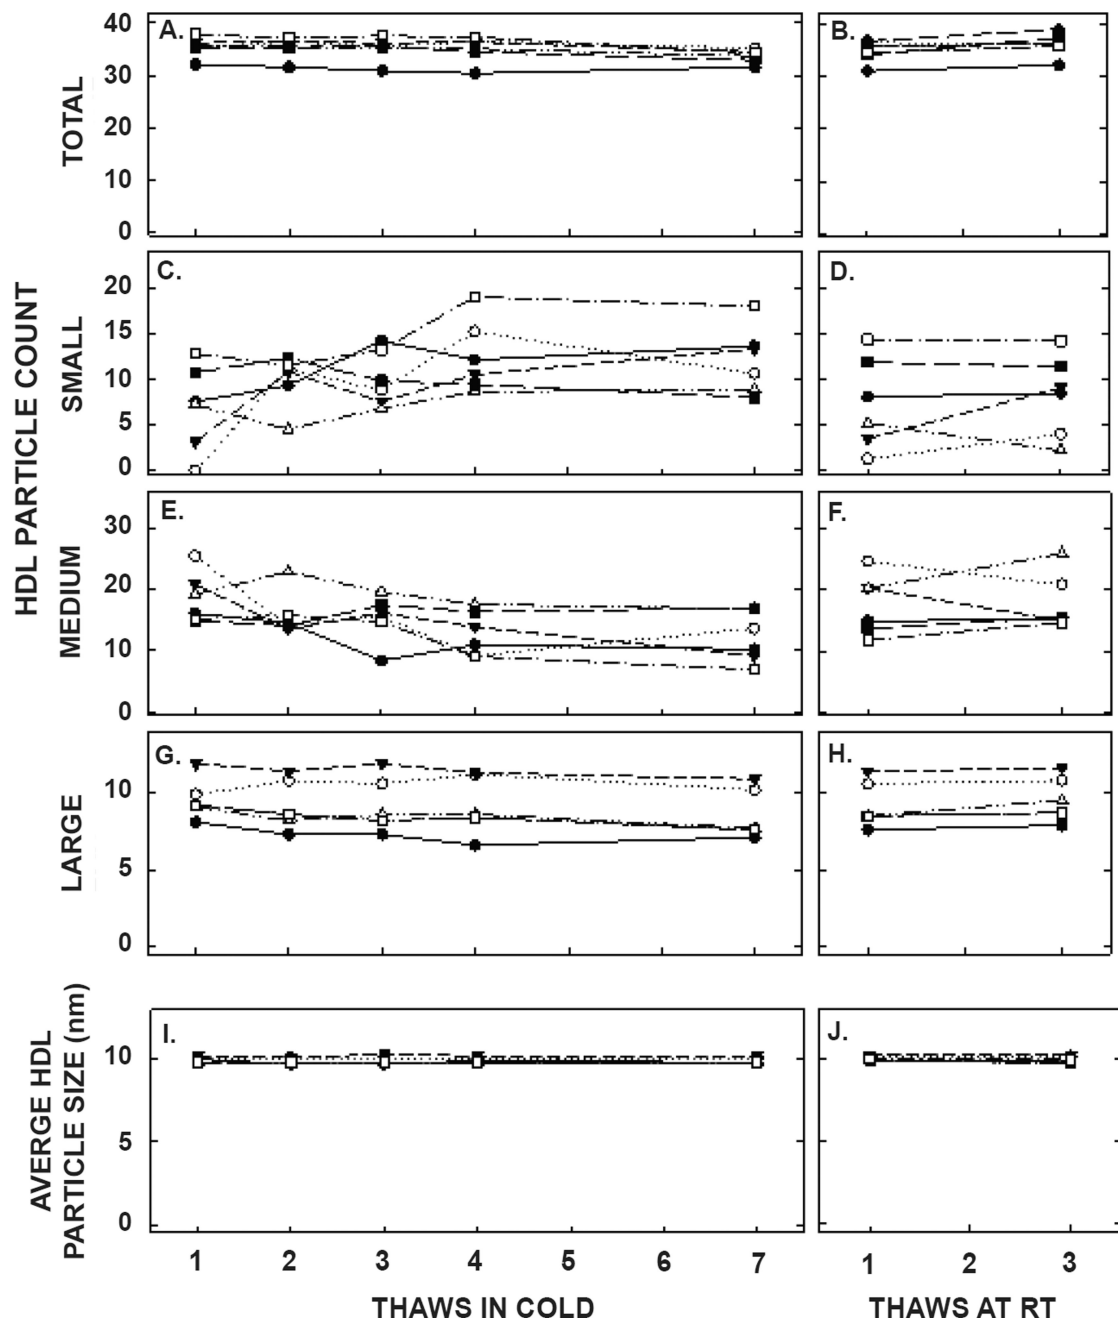 HDL PARTICLE COUNT
TOTAL
A.
B.
40
30
20
10
0
SMALL
C.
D.
20
15
10
5
0
MEDIUM
E.
F.
30
20
10
0
LARGE
G.
H.
10
5
0
AVERGE HDL
PARTICLE SIZE (nm)
I.
J.
10
5
0
1 2 3 4 5 6 7
1 2 3
THAWS IN COLD
THAWS AT RT